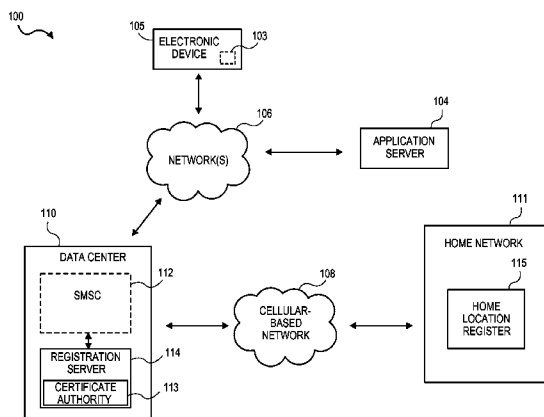 100
105
ELECTRONIC
DEVICE
103
106
NETWORK(S)
104
APPLICATION
SERVER
110
DATA CENTER
112
SMSC
REGISTRATION
SERVER
114
CERTIFICATE
AUTHORITY
113
108
CELLULAR-
BASED NETWORK
111
HOME NETWORK
115
HOME
LOCATION
REGISTER